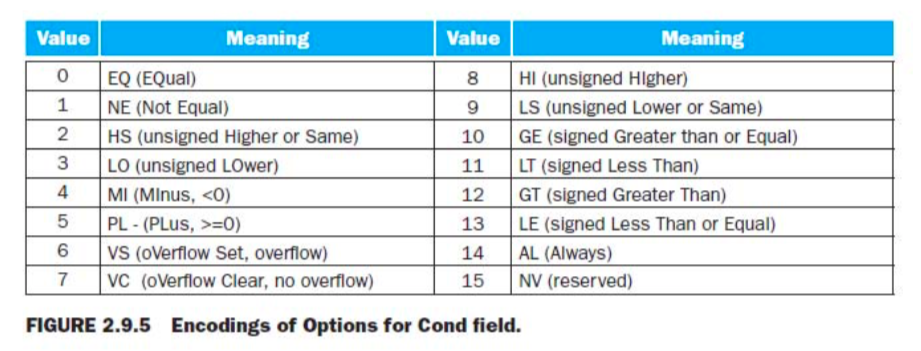 Value Meaning Value Meaning
0 EQ (EQual) 8 HI (unsigned HIgher)
1 NE (Not Equal) 9 LS (unsigned Lower or Same)
2 HS (unsigned Higher or Same) 10 GE (signed Greater than or Equal)
3 LO (unsigned LOwer) 11 LT (signed Less Than)
4 MI (MInus, <0) 12 GT (signed Greater Than)
5 PL - (PLus, >=0) 13 LE (signed Less Than or Equal)
6 VS (oVerflow Set, overflow) 14 AL (Always)
7 VC (oVerflow Clear, no overflow) 15 NV (reserved)
FIGURE 2.9.5 Encodings of Options for Cond field.